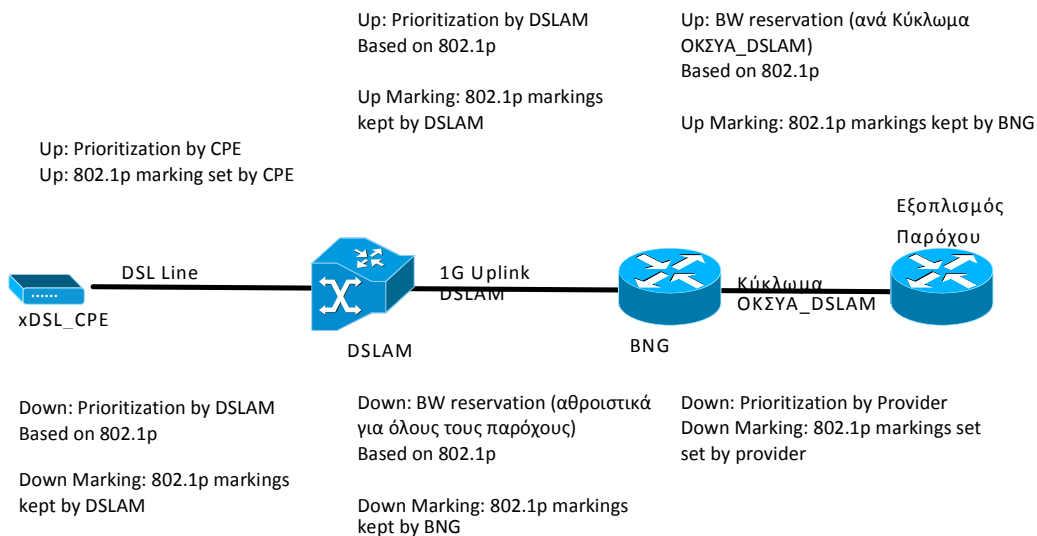 Up: Prioritization by DSLAM
Based on 802.1p
Up Marking: 802.1p markings
kept by DSLAM
Up: BW reservation (ανά Κύκλωμα
ΟΚΣΥΑ_DSLAM)
Based on 802.1p
Up Marking: 802.1p markings kept by BNG
Up: Prioritization by CPE
Up: 802.1p marking set by CPE
Εξοπλισμός
Παρόχου
DSL Line
1G Uplink
DSLAM
Κύκλωμα
ΟΚΣΥΑ_DSLAM
xDSL_CPE
DSLAM
BNG
Down: Prioritization by DSLAM
Based on 802.1p
Down Marking: 802.1p markings
kept by DSLAM
Down: BW reservation (αθροιστικά
για όλους τους παρόχους)
Based on 802.1p
Down Marking: 802.1p markings
kept by BNG
Down: Prioritization by Provider
Down Marking: 802.1p markings set
set by provider